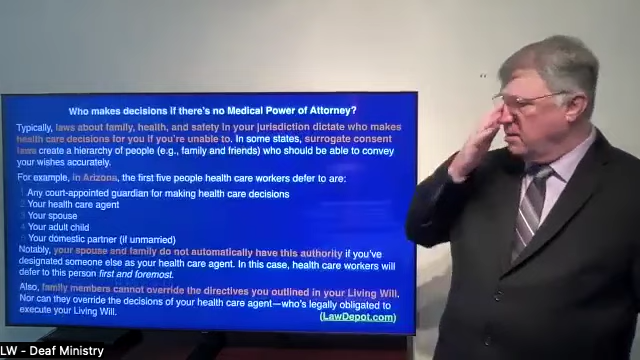 Who makes decisions if there's no Medical Power of Attorney?
Typically, laws about family, health, and safety in your jurisdiction dictate who makes
health care decisions for you if you're unable to. In some states, surrogate consent
laws create a hierarchy of people (e.g., family and friends) who should be able to convey
your wishes accurately.
For example, in Arizona, the first five people health care workers defer to are:
1 Any court-appointed guardian for making health care decisions
2 Your health care agent
3 Your spouse
4 Your adult child
5 Your domestic partner (if unmarried)
Notably, your spouse and family do not automatically have this authority if you've
designated someone else as your health care agent. In this case, health care workers will
defer to this person first and foremost.
Also, family members cannot override the directives you outlined in your Living Will.
Nor can they override the decisions of your health care agent—who's legally obligated to
execute your Living Will.
(LawDepot.com)
LW - Deaf Ministry